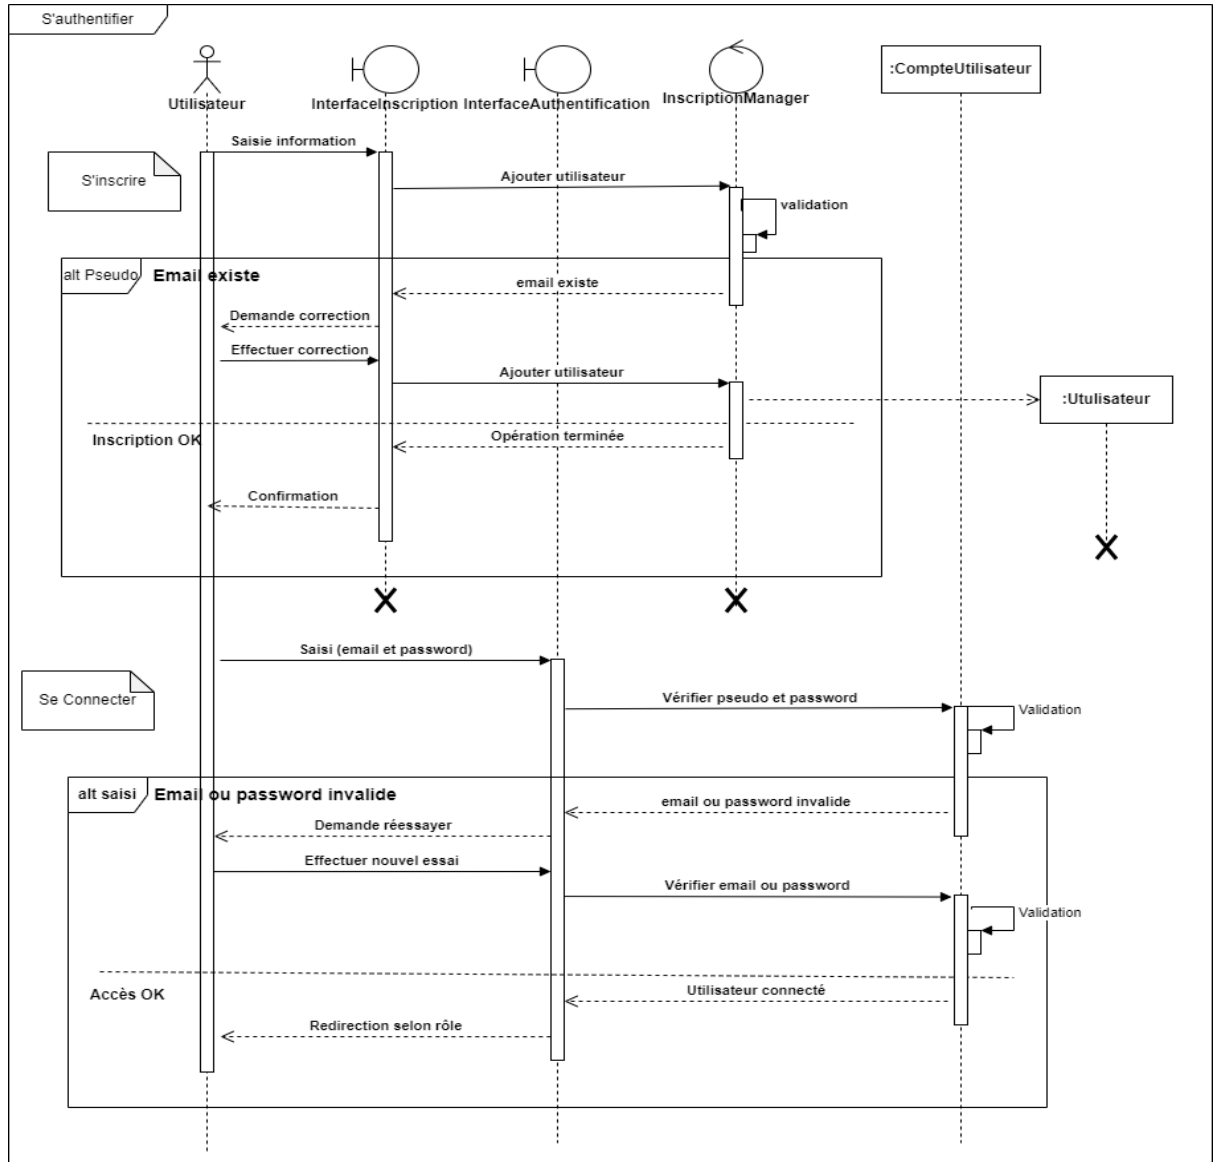 S'authentifier
:CompteUtilisateur
Utilisateur
InterfaceInscription
InterfaceAuthentification
InscriptionManager
Saisie information
S'inscrire
Ajouter utilisateur
validation
alt Pseudo
Email existe
email existe
Demande correction
Effectuer correction
Ajouter utilisateur
:Utulisateur
Inscription OK
Opération terminée
Confirmation
Saisi (email et password)
Se Connecter
Vérifier pseudo et password
Validation
alt saisi
Email ou password invalide
email ou password invalide
Demande réessayer
Effectuer nouvel essai
Vérifier email ou password
Validation
Accès OK
Utilisateur connecté
Redirection selon rôle